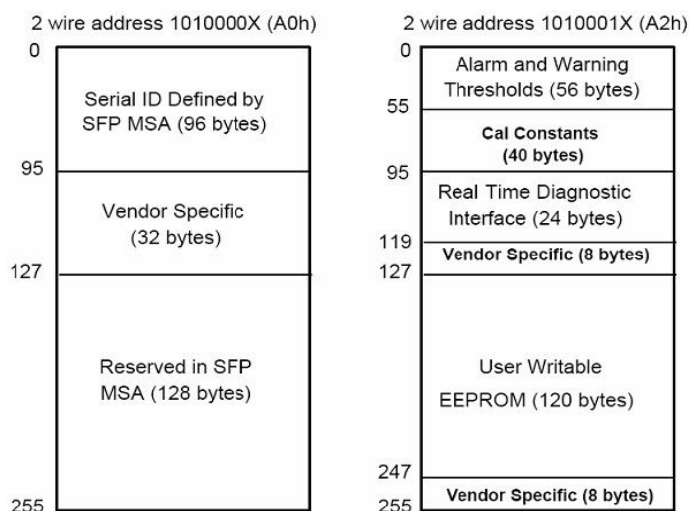 2 wire address 1010000X (A0h)
0
Serial ID Defined by
SFP MSA (96 bytes)
95
Vendor Specific
(32 bytes)
127
Reserved in SFP
MSA (128 bytes)
255
2 wire address 1010001X (A2h)
0
Alarm and Warning
Thresholds (56 bytes)
55
Cal Constants
(40 bytes)
95
Real Time Diagnostic
Interface (24 bytes)
119
Vendor Specific (8 bytes)
127
User Writable
EEPROM (120 bytes)
247
Vendor Specific (8 bytes)
255